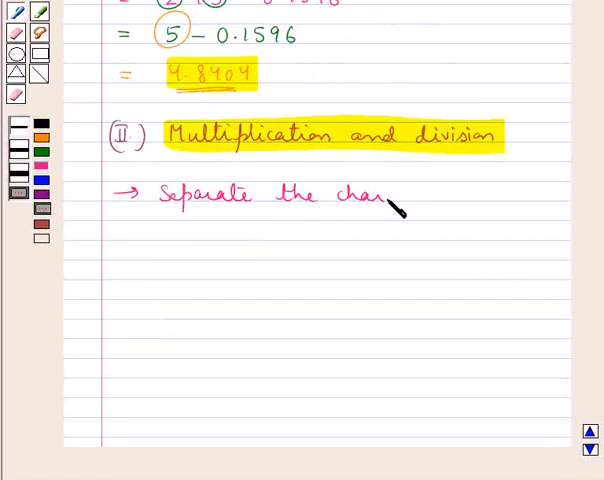 = 5 - 0.1596
= 4.8404
(II.) Multiplication and division
→ Separate the char